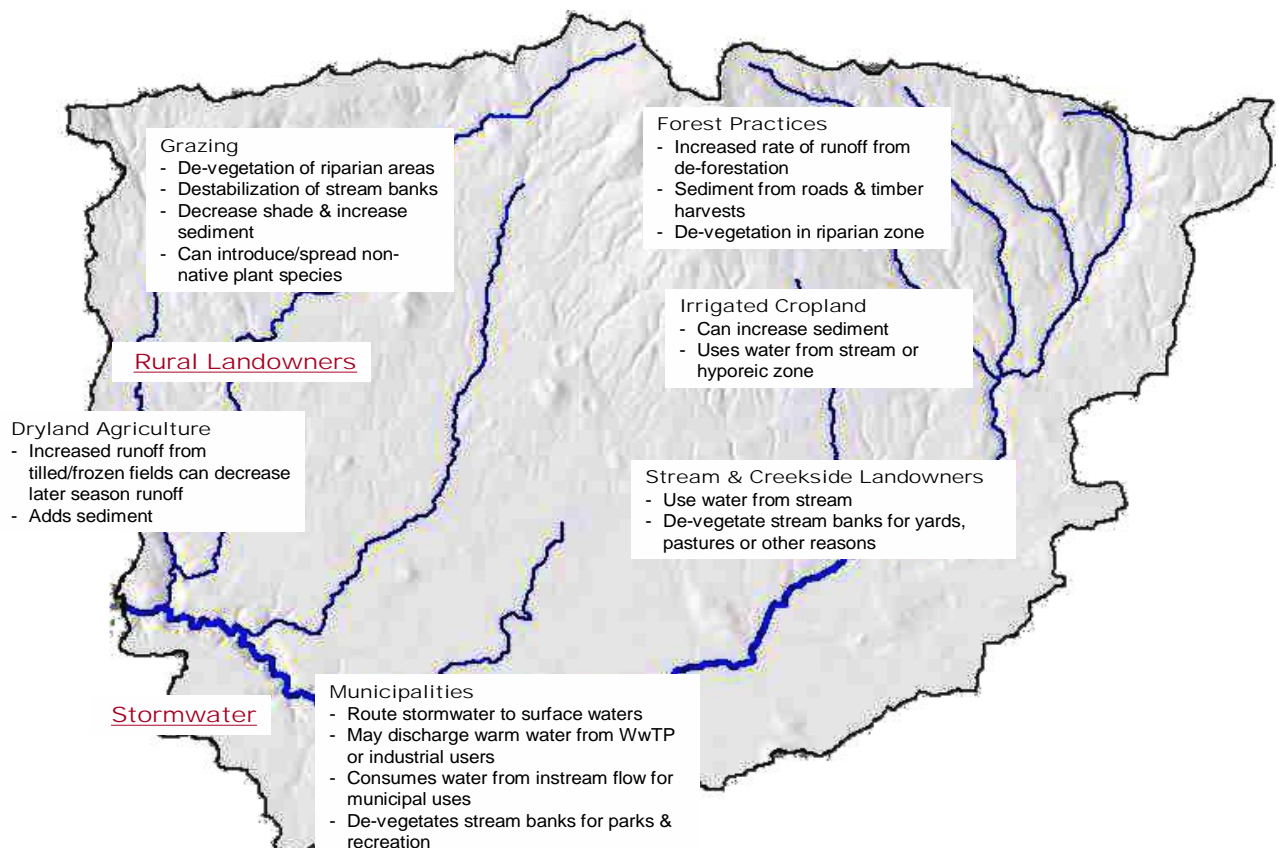 Grazing
- De-vegetation of riparian areas
- Destabilization of stream banks
- Decrease shade & increase
sediment
- Can introduce/spread non-
native plant species
Forest Practices
- Increased rate of runoff from
de-forestation
- Sediment from roads & timber
harvests
- De-vegetation in riparian zone
Irrigated Cropland
- Can increase sediment
- Uses water from stream or
hyporeic zone
Rural Landowners
Dryland Agriculture
- Increased runoff from
tilled/frozen fields can decrease
later season runoff
- Adds sediment
Stream & Creekside Landowners
- Use water from stream
- De-vegetate stream banks for yards,
pastures or other reasons
Stormwater
Municipalities
- Route stormwater to surface waters
- May discharge warm water from WwTP
or industrial users
- Consumes water from instream flow for
municipal uses
- De-vegetates stream banks for parks &
recreation